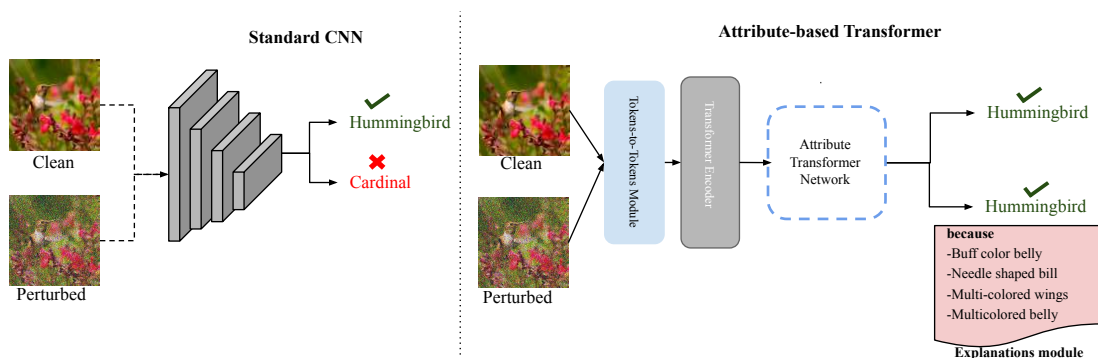 Standard CNN
Clean
Perturbed
Hummingbird
Cardinal
Attribute-based Transformer
Clean
Perturbed
Tokens-to-Tokens Module
Transformer Encoder
Attribute
Transformer
Network
Hummingbird
Hummingbird
because
-Buff color belly
-Needle shaped bill
-Multi-colored wings
-Multicolored belly
Explanations module